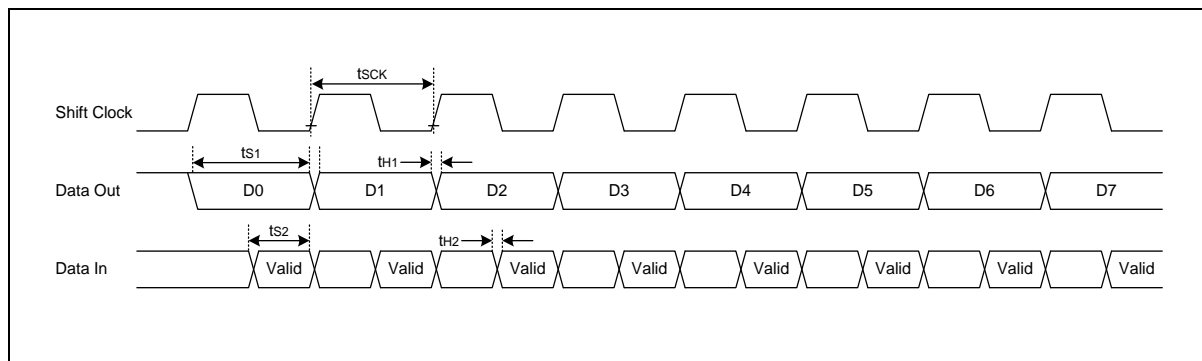 tSCK
Shift Clock
tS1
tH1
Data Out D0 D1 D2 D3 D4 D5 D6 D7
tS2
tH2
Data In Valid Valid Valid Valid Valid Valid Valid Valid